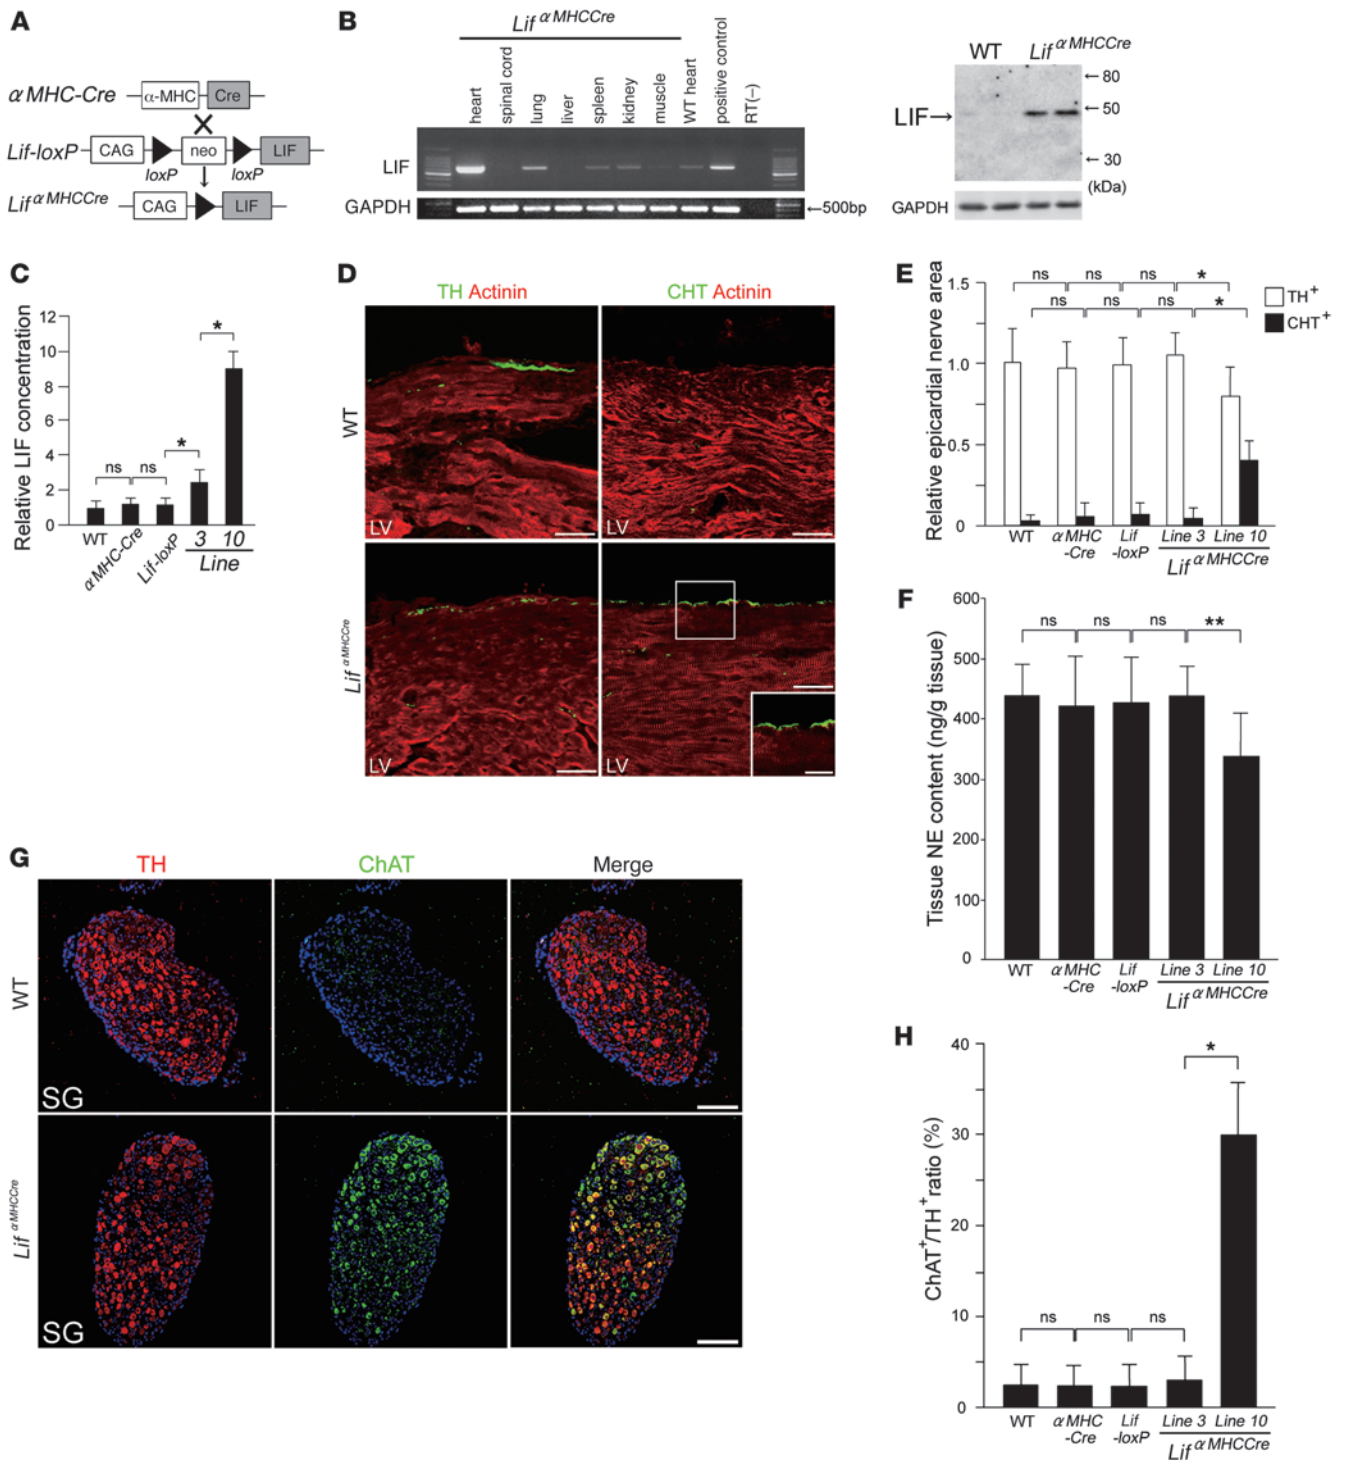 A
αMHC-Cre
α-MHC
Cre
Lif-loxP
CAG
neo
LIF
loxP
loxP
Lif αMHCCre
CAG
LIF
B
Lif αMHCCre
heart
spinal cord
lung
liver
spleen
kidney
muscle
WT heart
positive control
RT(–)
LIF
GAPDH
←500bp
WT
Lif αMHCCre
LIF→
←80
←50
←30
(kDa)
GAPDH
C
Relative LIF concentration
12
10
8
6
4
2
0
ns
ns
*
*
WT
αMHC-Cre
Lif-loxP
3
10
Line
D
TH Actinin
CHT Actinin
WT
LV
Lif αMHCCre
LV
LV
E
Relative epicardial nerve area
1.5
1.0
0.5
0
ns
ns
ns
*
ns
ns
ns
*
TH+
CHT+
WT
αMHC
-Cre
Lif
-loxP
Line 3
Line 10
Lif αMHCCre
F
Tissue NE content (ng/g tissue)
600
500
400
300
200
100
0
ns
ns
ns
**
WT
αMHC
-Cre
Lif
-loxP
Line 3
Line 10
Lif αMHCCre
G
TH
ChAT
Merge
WT
SG
Lif αMHCCre
SG
H
ChAT+/TH+ratio (%)
40
30
20
10
0
ns
ns
ns
*
WT
αMHC
-Cre
Lif
-loxP
Line 3
Line 10
Lif αMHCCre